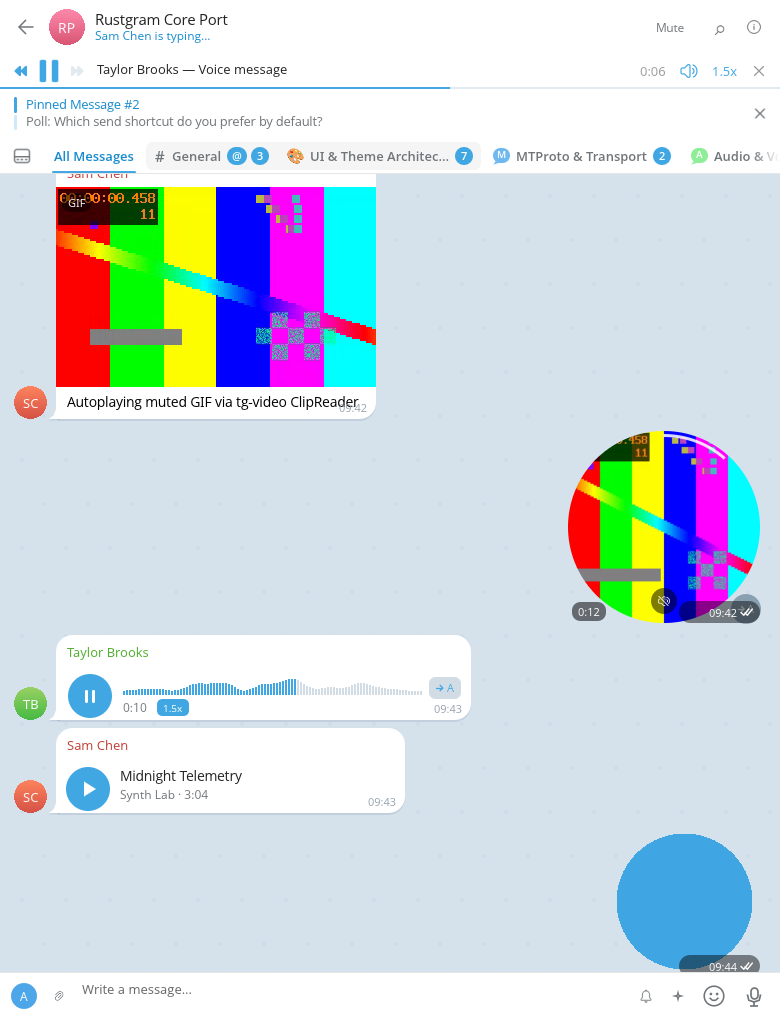 RP
Rustgram Core Port
Sam Chen is typing...
Mute
Taylor Brooks — Voice message
0:06
1.5x
Pinned Message #2
Poll: Which send shortcut do you prefer by default?
All Messages
# General @ 3
UI & Theme Architec... 7
M MTProto & Transport 2
A Audio & Vo
Sam Chen
00:00:00.458
GIF
11
SC
Autoplaying muted GIF via tg-video ClipReader
09:42
.458
11
0:12
09:42
Taylor Brooks
A
TB
0:10
1.5x
09:43
Sam Chen
Midnight Telemetry
SC
Synth Lab · 3:04
09:43
09:44
A
Write a message...